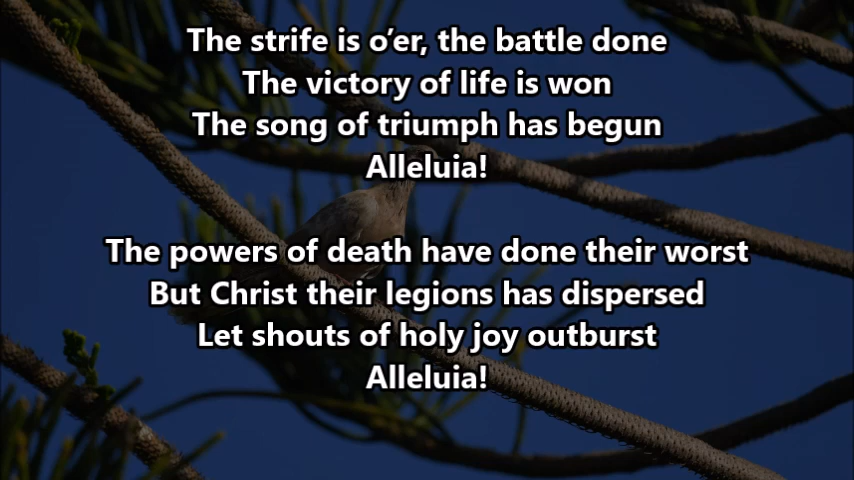 The strife is o’er, the battle done
The victory of life is won
The song of triumph has begun
Alleluia!
The powers of death have done their worst
But Christ their legions has dispersed
Let shouts of holy joy outburst
Alleluia!